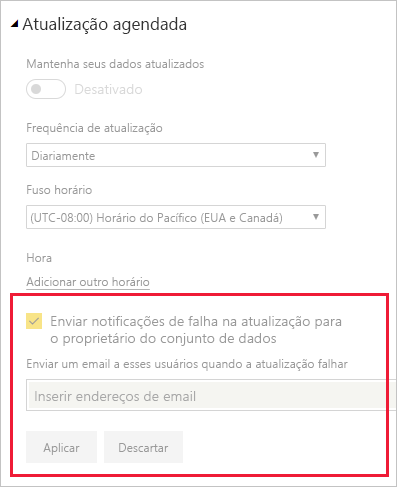 Atualização agendada
Mantenha seus dados atualizados
Desativado
Frequência de atualização
Diariamente
Fuso horário
(UTC-08:00) Horário do Pacífico (EUA e Canadá)
Hora
Adicionar outro horário
Enviar notificações de falha na atualização para
o proprietário do conjunto de dados
Enviar um email a esses usuários quando a atualização falhar
Inserir endereços de email
Aplicar
Descartar